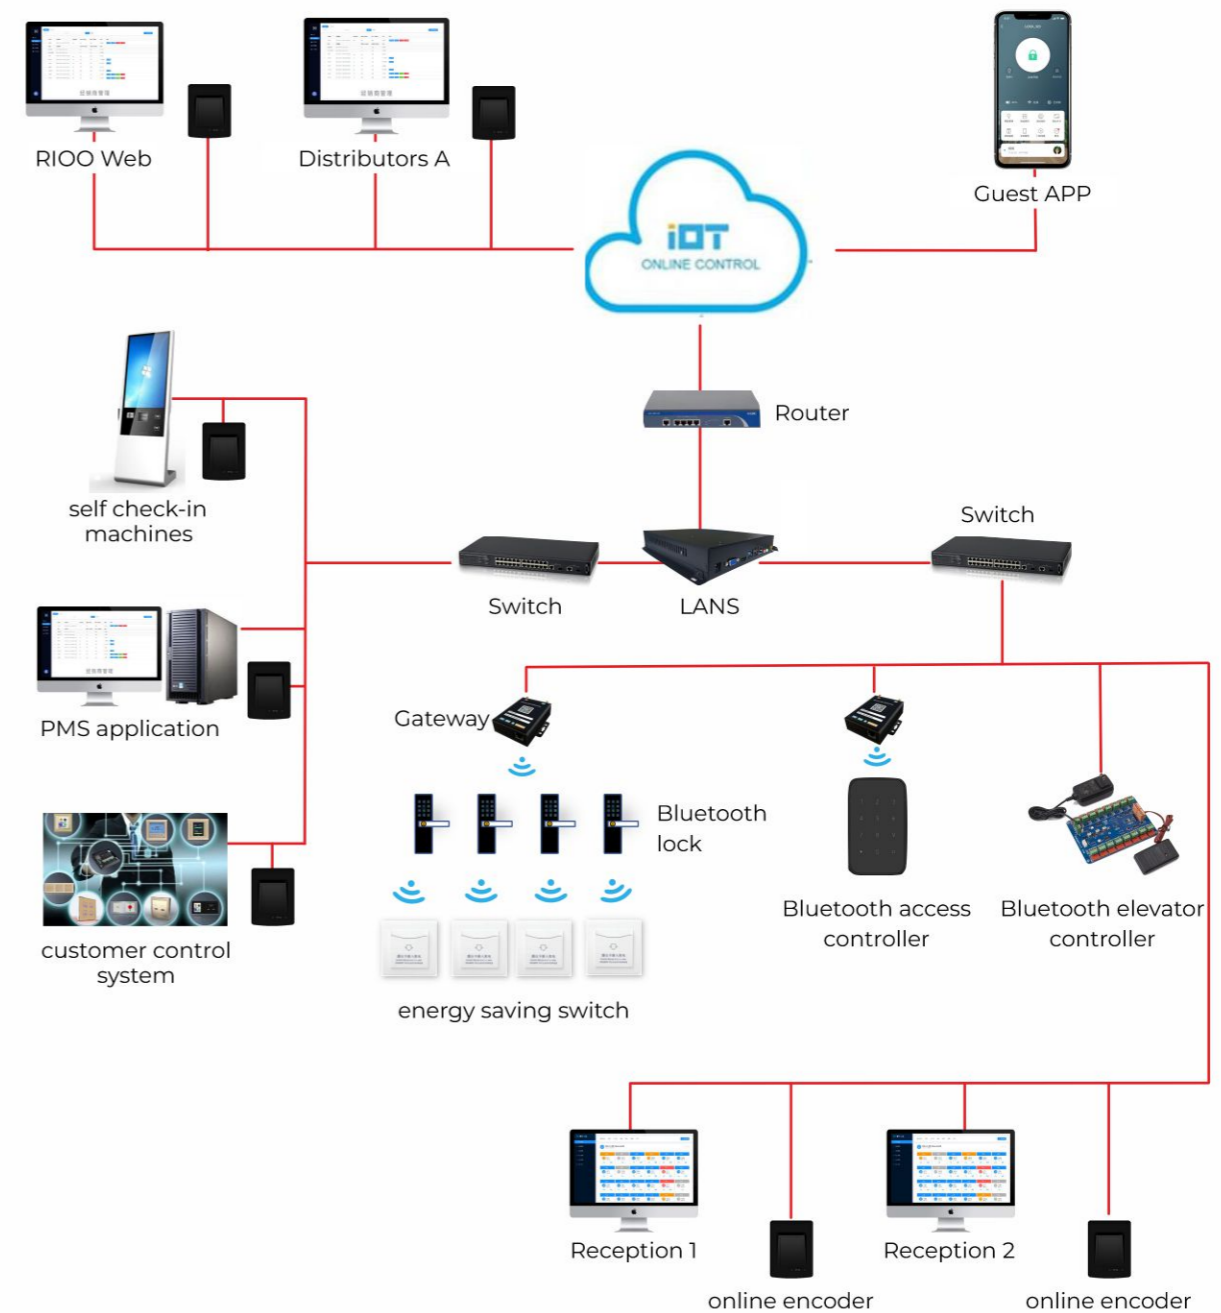 RIOO Web
Distributors A
Guest APP
iOT
ONLINE CONTROL
Router
self check-in
machines
Switch
Switch
LANS
PMS application
Gateway
Bluetooth
lock
Bluetooth access
controller
Bluetooth elevator
controller
customer control
system
energy saving switch
Reception 1
Reception 2
online encoder
online encoder